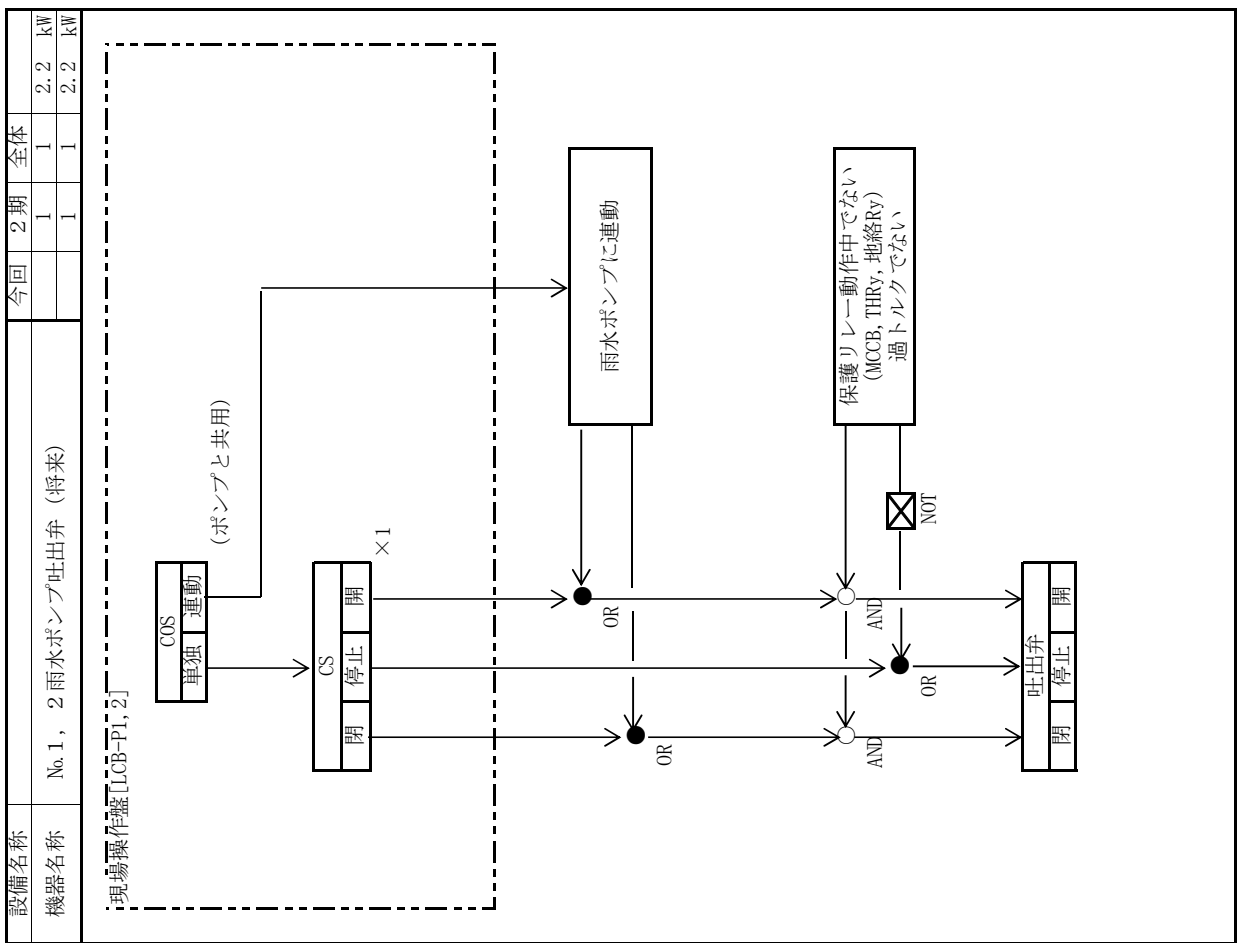 設備名称 今回 2期 全体
機器名称 No.1, 2雨水ポンプ吐出弁 (将来) 1 1 2.2 kW
1 1 2.2 kW
現場操作盤[LCB-P1,2]
COS
単独 連動
(ポンプと共用)
CS
閉 停止 開
×1
雨水ポンプに連動
OR
OR
保護リレー動作中でない
(MCCB,THRy,地絡Ry)
過トルクでない
AND
AND
NOT
OR
吐出弁
閉 停止 開